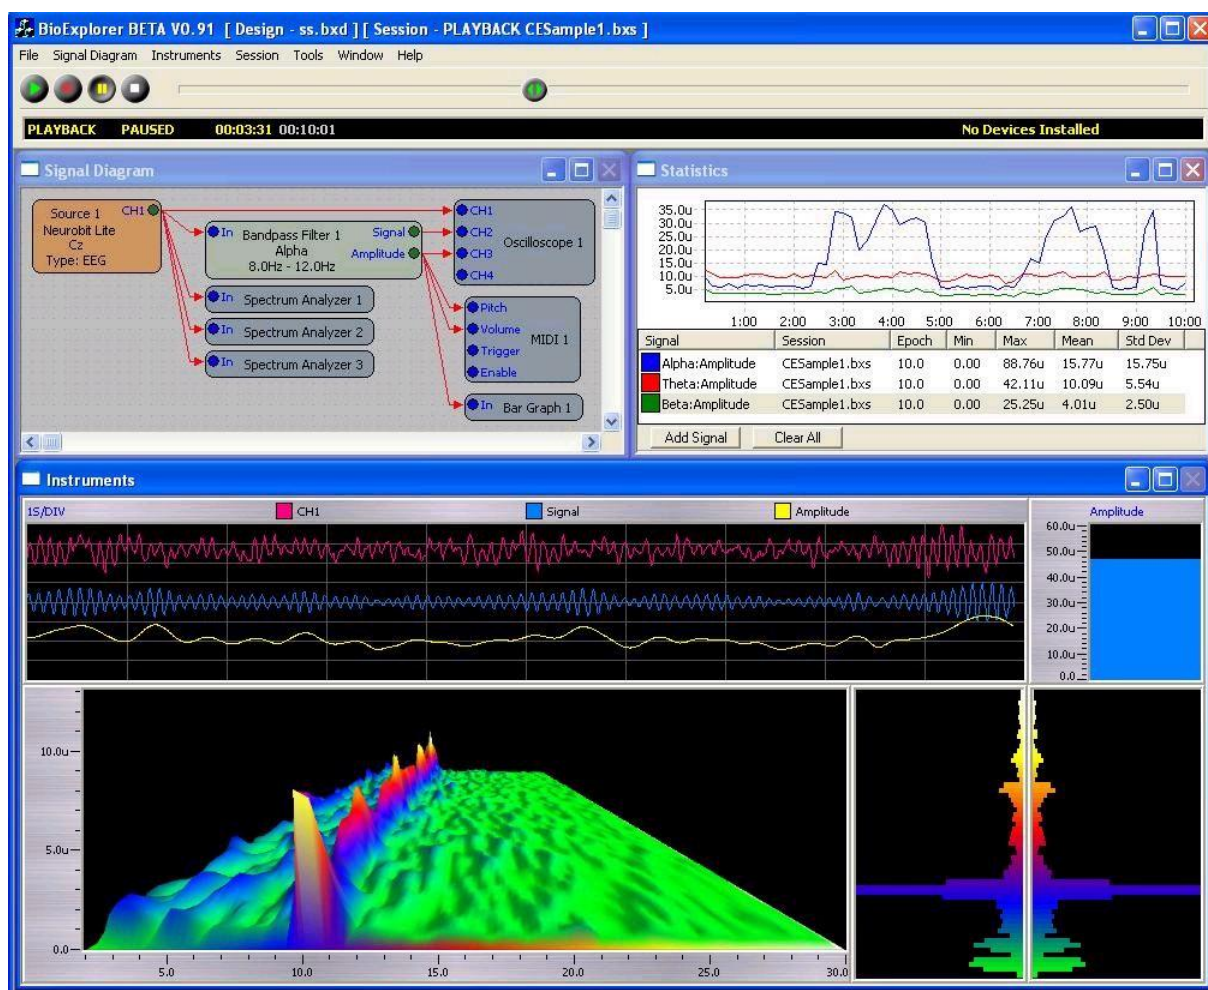 BioExplorer BETA V0.91 [ Design - ss.bxd ] [ Session - PLAYBACK CESample1.bxs ]
File Signal Diagram Instruments Session Tools Window Help
PLAYBACK PAUSED 00:03:31 00:10:01 No Devices Installed
Signal Diagram
Source 1 CH1
Neurobit Lite
Cz
Type: EEG
In Bandpass Filter 1 Signal
Alpha Amplitude
8.0Hz - 12.0Hz
In Spectrum Analyzer 1
In Spectrum Analyzer 2
In Spectrum Analyzer 3
CH1
CH2
Oscilloscope 1
CH3
CH4
Pitch
Volume
MIDI 1
Trigger
Enable
In Bar Graph 1
Statistics
35.0u
30.0u
25.0u
20.0u
15.0u
10.0u
5.0u
1:00 2:00 3:00 4:00 5:00 6:00 7:00 8:00 9:00 10:00
Signal Session Epoch Min Max Mean Std Dev
Alpha:Amplitude CESample1.bxs 10.0 0.00 88.76u 15.77u 15.75u
Theta:Amplitude CESample1.bxs 10.0 0.00 42.11u 10.09u 5.54u
Beta:Amplitude CESample1.bxs 10.0 0.00 25.25u 4.01u 2.50u
Add Signal Clear All
Instruments
1S/DIV CH1 Signal Amplitude
Amplitude
60.0u
50.0u
40.0u
30.0u
20.0u
10.0u
0.0
10.0u
5.0u
0.0
5.0 10.0 15.0 20.0 25.0 30.0